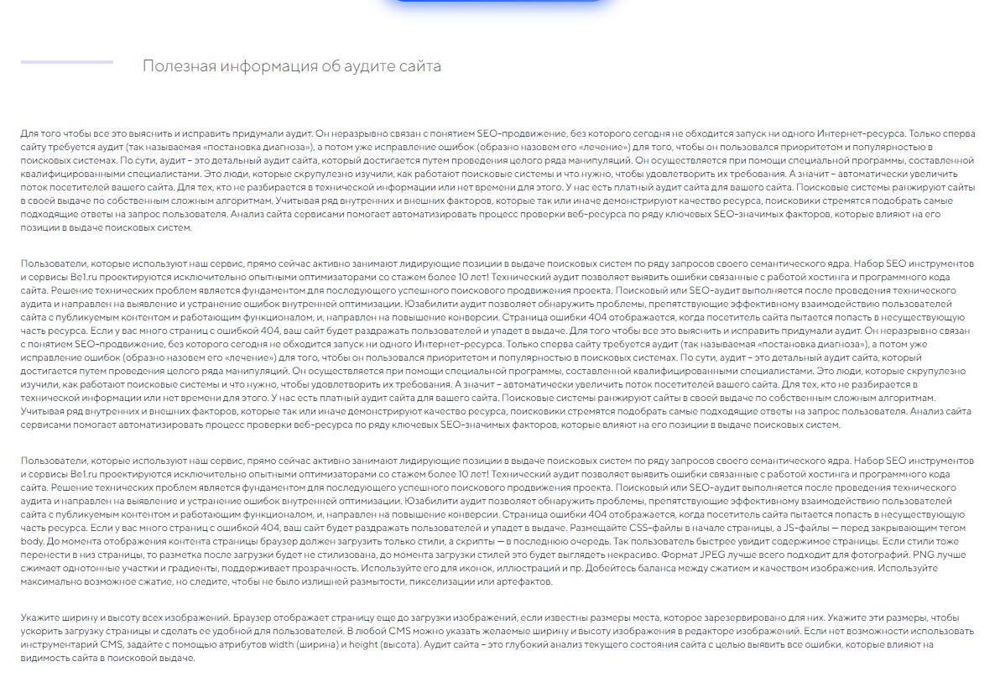 Полезная информация об аудите сайта
Для того чтобы все это выяснить и исправить придумали аудит. Он неразрывно связан с понятием SEO-продвижение, без которого сегодня не обходится запуск ни одного Интернет-ресурса. Только сперва
сайту требуется аудит (так называемая «постановка диагноза»), а потом уже исправление ошибок (образно назовем его «лечение») для того, чтобы он пользовался приоритетом и популярностью в
поисковых системах. По сути, аудит – это детальный аудит сайта, который достигается путем проведения целого ряда манипуляций. Он осуществляется при помощи специальной программы, составленной
квалифицированными специалистами. Это люди, которые скрупулезно изучили, как работают поисковые системы и что нужно, чтобы удовлетворить их требования. А значит – автоматически увеличить
поток посетителей вашего сайта. Для тех, кто не разбирается в технической информации или нет времени для этого. У нас есть платный аудит сайта для вашего сайта. Поисковые системы ранжируют сайты
в своей выдаче по собственным сложным алгоритмам. Учитывая ряд внутренних и внешних факторов, которые так или иначе демонстрируют качество ресурса, поисковики стремятся подобрать самые
подходящие ответы на запрос пользователя. Анализ сайта сервисами помогает автоматизировать процесс проверки веб-ресурса по ряду ключевых SEO-значимых факторов, которые влияют на его
позиции в выдаче поисковых систем.
Пользователи, которые используют наш сервис, прямо сейчас активно занимают лидирующие позиции в выдаче поисковых систем по ряду запросов своего семантического ядра. Набор SEO инструментов
и сервисы Be1.ru проектируются исключительно опытными оптимизаторами со стажем более 10 лет! Технический аудит позволяет выявить ошибки связанные с работой хостинга и программного кода
сайта. Решение технических проблем является фундаментом для последующего успешного поискового продвижения проекта. Поисковый или SEO-аудит выполняется после проведения технического
аудита и направлен на выявление и устранение ошибок внутренней оптимизации. Юзабилити аудит позволяет обнаружить проблемы, препятствующие эффективному взаимодействию пользователей
сайта с публикуемым контентом и работающим функционалом, и, направлен на повышение конверсии. Страница ошибки 404 отображается, когда посетитель сайта пытается попасть в несуществующую
часть ресурса. Если у вас много страниц с ошибкой 404, ваш сайт будет раздражать пользователей и упадет в выдаче. Для того чтобы все это выяснить и исправить придумали аудит. Он неразрывно связан
с понятием SEO-продвижение, без которого сегодня не обходится запуск ни одного Интернет-ресурса. Только сперва сайту требуется аудит (так называемая «постановка диагноза»), а потом уже
исправление ошибок (образно назовем его «лечение») для того, чтобы он пользовался приоритетом и популярностью в поисковых системах. По сути, аудит – это детальный аудит сайта, который
достигается путем проведения целого ряда манипуляций. Он осуществляется при помощи специальной программы, составленной квалифицированными специалистами. Это люди, которые скрупулезно
изучили, как работают поисковые системы и что нужно, чтобы удовлетворить их требования. А значит – автоматически увеличить поток посетителей вашего сайта. Для тех, кто не разбирается в
технической информации или нет времени для этого. У нас есть платный аудит сайта для вашего сайта. Поисковые системы ранжируют сайты в своей выдаче по собственным сложным алгоритмам.
Учитывая ряд внутренних и внешних факторов, которые так или иначе демонстрируют качество ресурса, поисковики стремятся подобрать самые подходящие ответы на запрос пользователя. Анализ сайта
сервисами помогает автоматизировать процесс проверки веб-ресурса по ряду ключевых SEO-значимых факторов, которые влияют на его позиции в выдаче поисковых систем.
Пользователи, которые используют наш сервис, прямо сейчас активно занимают лидирующие позиции в выдаче поисковых систем по ряду запросов своего семантического ядра. Набор SEO инструментов
и сервисы Be1.ru проектируются исключительно опытными оптимизаторами со стажем более 10 лет! Технический аудит позволяет выявить ошибки связанные с работой хостинга и программного кода
сайта. Решение технических проблем является фундаментом для последующего успешного поискового продвижения проекта. Поисковый или SEO-аудит выполняется после проведения технического
аудита и направлен на выявление и устранение ошибок внутренней оптимизации. Юзабилити аудит позволяет обнаружить проблемы, препятствующие эффективному взаимодействию пользователей
сайта с публикуемым контентом и работающим функционалом, и, направлен на повышение конверсии. Страница ошибки 404 отображается, когда посетитель сайта пытается попасть в несуществующую
часть ресурса. Если у вас много страниц с ошибкой 404, ваш сайт будет раздражать пользователей и упадет в выдаче. Размещайте CSS-файлы в начале страницы, а JS-файлы — перед закрывающим тегом
body. До момента отображения контента страницы браузер должен загрузить только стили, а скрипты — в последнюю очередь. Так пользователь быстрее увидит содержимое страницы. Если стили тоже
перенести в низ страницы, то разметка после загрузки будет не стилизована, до момента загрузки стилей это будет выглядеть некрасиво. Формат JPEG лучше всего подходит для фотографий. PNG лучше
сжимает однотонные участки и градиенты, поддерживает прозрачность. Используйте его для иконок, иллюстраций и пр. Добейтесь баланса между сжатием и качеством изображения. Используйте
максимально возможное сжатие, но следите, чтобы не было излишней размытости, пикселизации или артефактов.
Укажите ширину и высоту всех изображений. Браузер отображает страницу еще до загрузки изображений, если известны размеры места, которое зарезервировано для них. Укажите эти размеры, чтобы
ускорить загрузку страницы и сделать ее удобной для пользователей. В любой CMS можно указать желаемые ширину и высоту изображения в редакторе изображений. Если нет возможности использовать
инструментарий CMS, задайте с помощью атрибутов width (ширина) и height (высота). Аудит сайта – это глубокий анализ текущего состояния сайта с целью выявить все ошибки, которые влияют на
видимость сайта в поисковой выдаче.